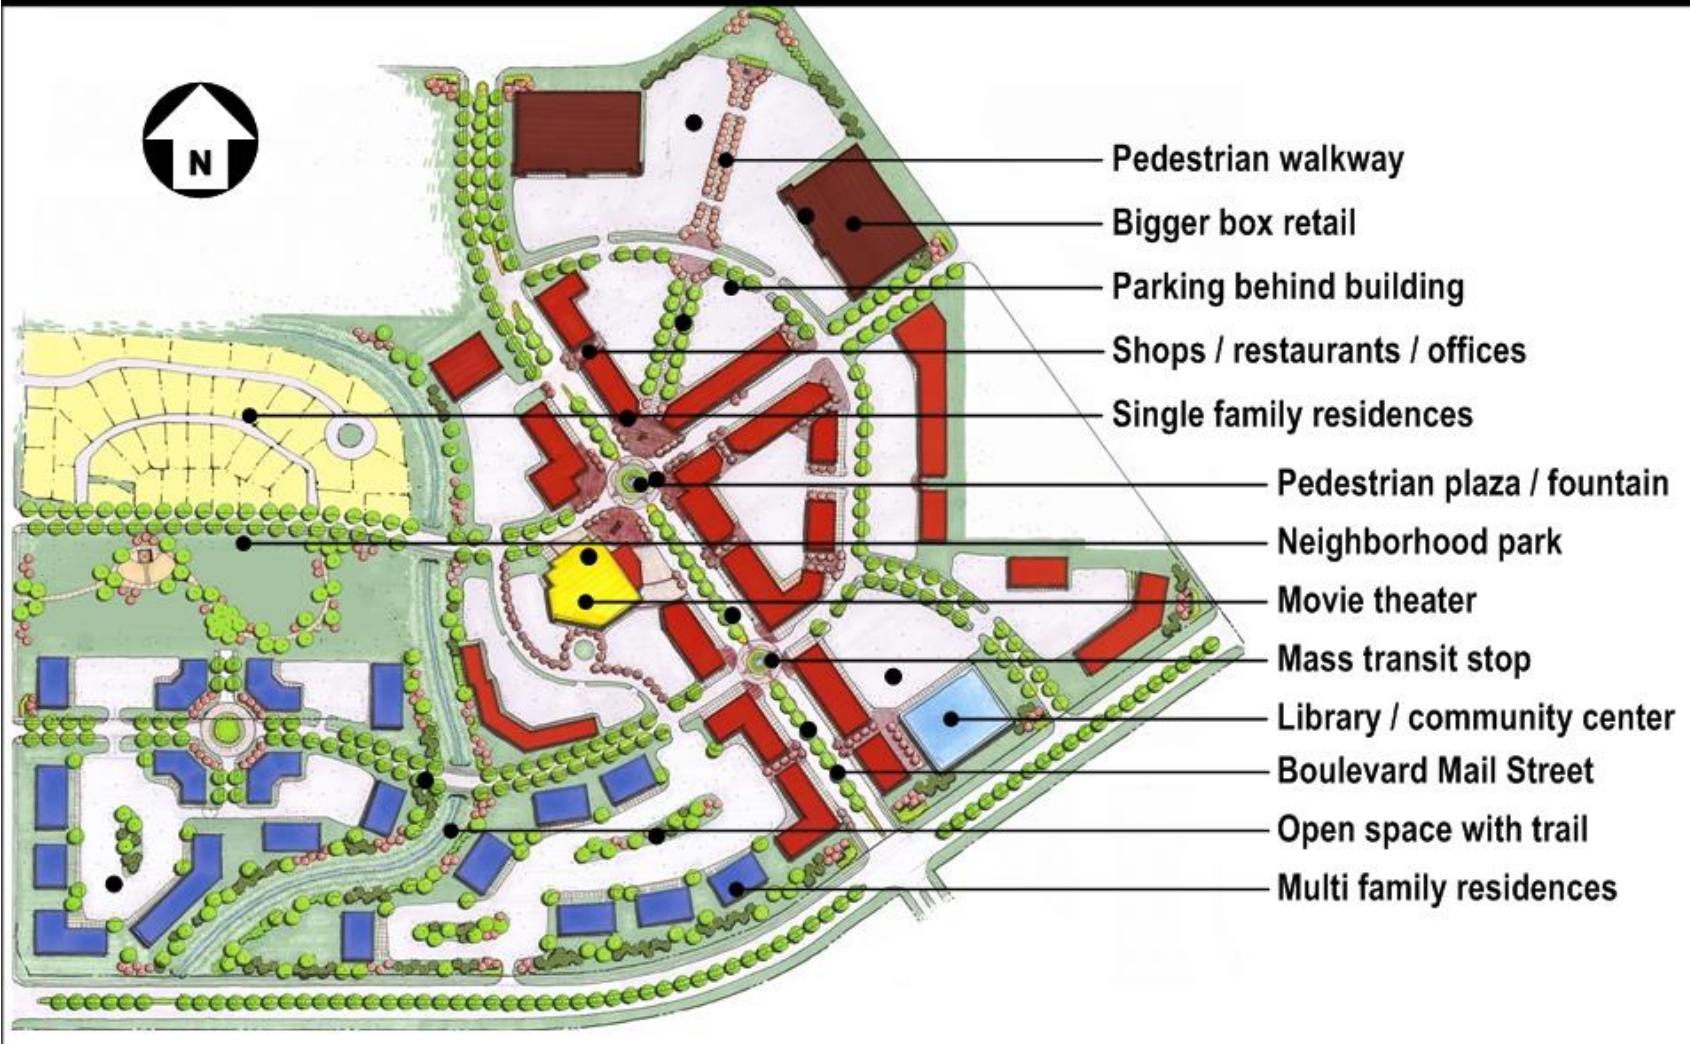 N
Pedestrian walkway
Bigger box retail
Parking behind building
Shops / restaurants / offices
Single family residences
Pedestrian plaza / fountain
Neighborhood park
Movie theater
Mass transit stop
Library / community center
Boulevard Mail Street
Open space with trail
Multi family residences